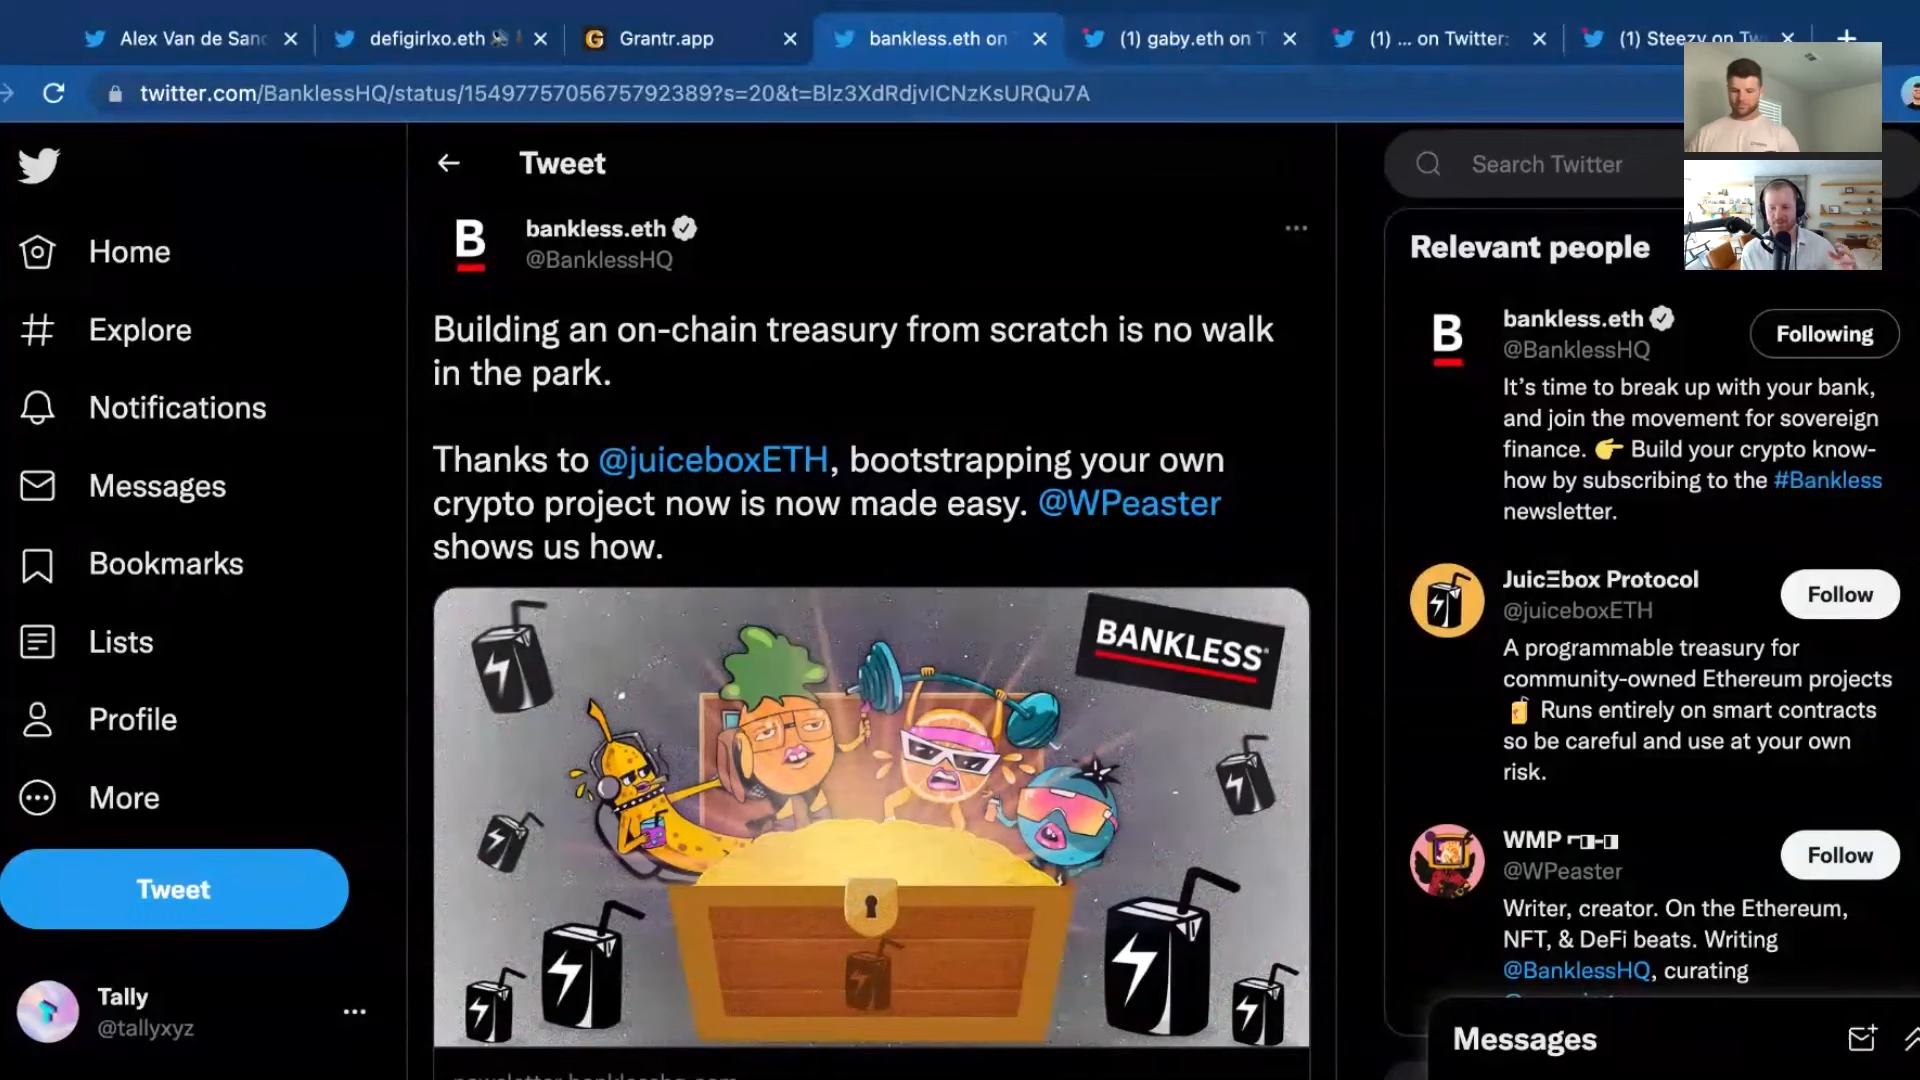 Alex Van de Sand
defigirlxo.eth
Grantr.app
bankless.eth on
(1) gaby.eth on T
(1) ... on Twitter:
(1) Steezy on Tw
twitter.com/BanklessHQ/status/1549775705675792389?s=20&t=Blz3XdRdjvICNzKsURQu7A
Home
Explore
Notifications
Messages
Bookmarks
Lists
Profile
More
Tweet
Tally
@tallyxyz
Tweet
B
bankless.eth
@BanklessHQ
Building an on-chain treasury from scratch is no walk
in the park.
Thanks to @juiceboxETH, bootstrapping your own
crypto project now is now made easy. @WPeaster
shows us how.
BANKLESS
Search Twitter
Relevant people
B
bankless.eth
Following
@BanklessHQ
It’s time to break up with your bank,
and join the movement for sovereign
finance. 👉 Build your crypto know-
how by subscribing to the #Bankless
newsletter.
JuicΞbox Protocol
Follow
@juiceboxETH
A programmable treasury for
community-owned Ethereum projects
🧃 Runs entirely on smart contracts
so be careful and use at your own
risk.
WMP
Follow
@WPeaster
Writer, creator. On the Ethereum,
NFT, & DeFi beats. Writing
@BanklessHQ, curating
Messages